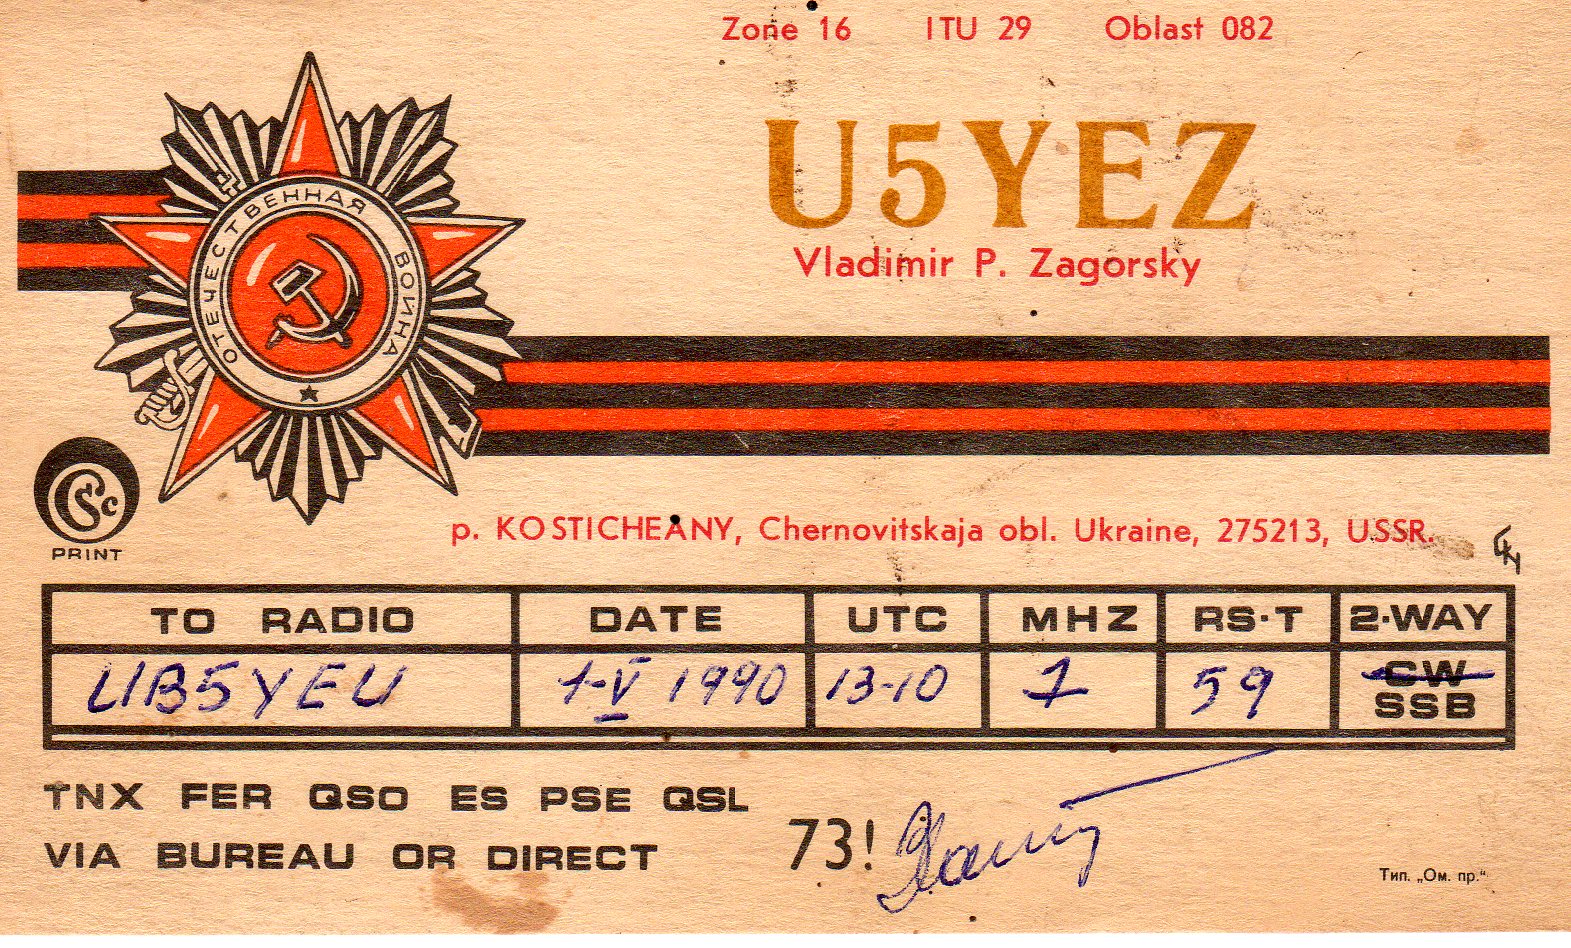 Zone 16 ITU 29 Oblast 082
U5YEZ
Vladimir P. Zagorsky
ОТЕЧЕСТВЕННАЯ ВОЙНА
PRINT
p. KOSTICHEANY, Chernovitskaja obl. Ukraine, 275213, USSR.
TO RADIO DATE UTC MHZ RS·T 2·WAY
UB5YEU 1-V 1990 13-10 7 59 CW
SSB
TNX FER QSO ES PSE QSL
VIA BUREAU OR DIRECT
73!
Тип. „Ом. пр.“